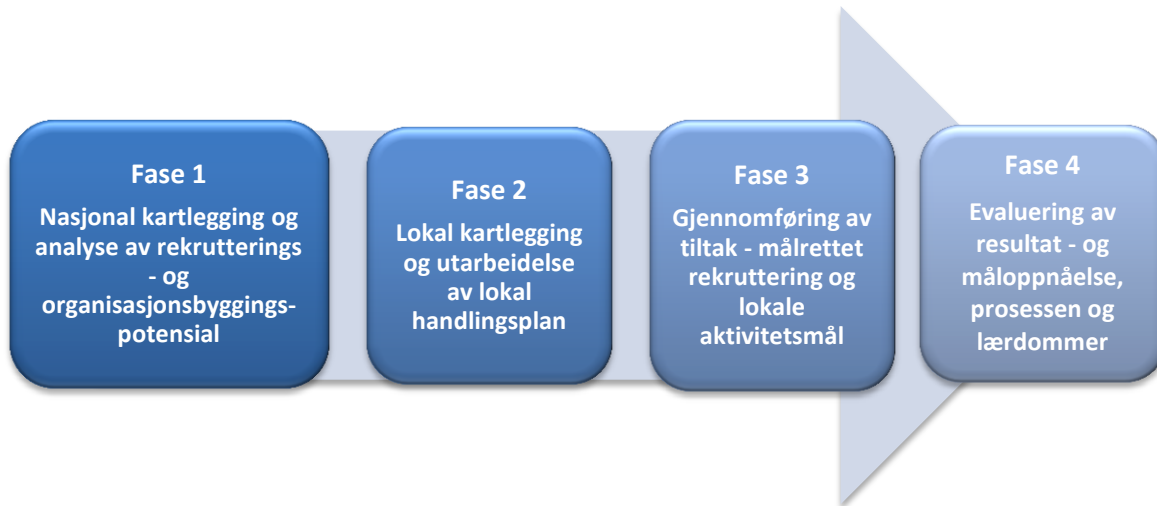 Fase 1
Nasjonal kartlegging og
analyse av rekrutterings
- og
organisasjonsbyggings-
potensial
Fase 2
Lokal kartlegging
og utarbeidelse
av lokal
handlingsplan
Fase 3
Gjennomføring av
tiltak - målrettet
rekruttering og
lokale
aktivitetsmål
Fase 4
Evaluering av
resultat - og
måloppnåelse,
prosessen og
lærdommer